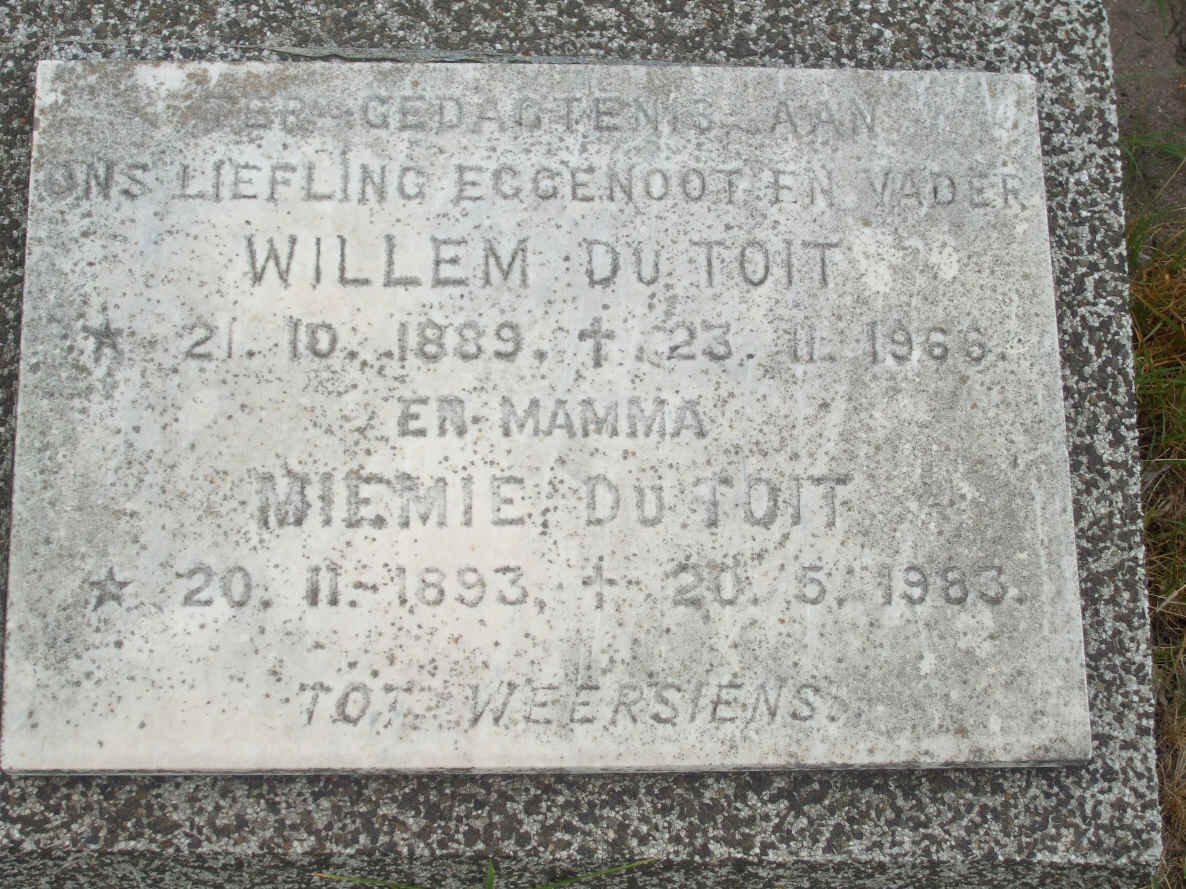 TER GEDAGTENIS AAN
ONS LIEFLING EGGENOOT EN VADER
WILLEM DU TOIT
★ 21. 10. 1889. ✝ 23. 11. 1966.
EN MAMMA
MIEMIE DU TOIT
★ 20. 11. 1893. ✝ 20. 5. 1983.
TOT WEERSIENS.